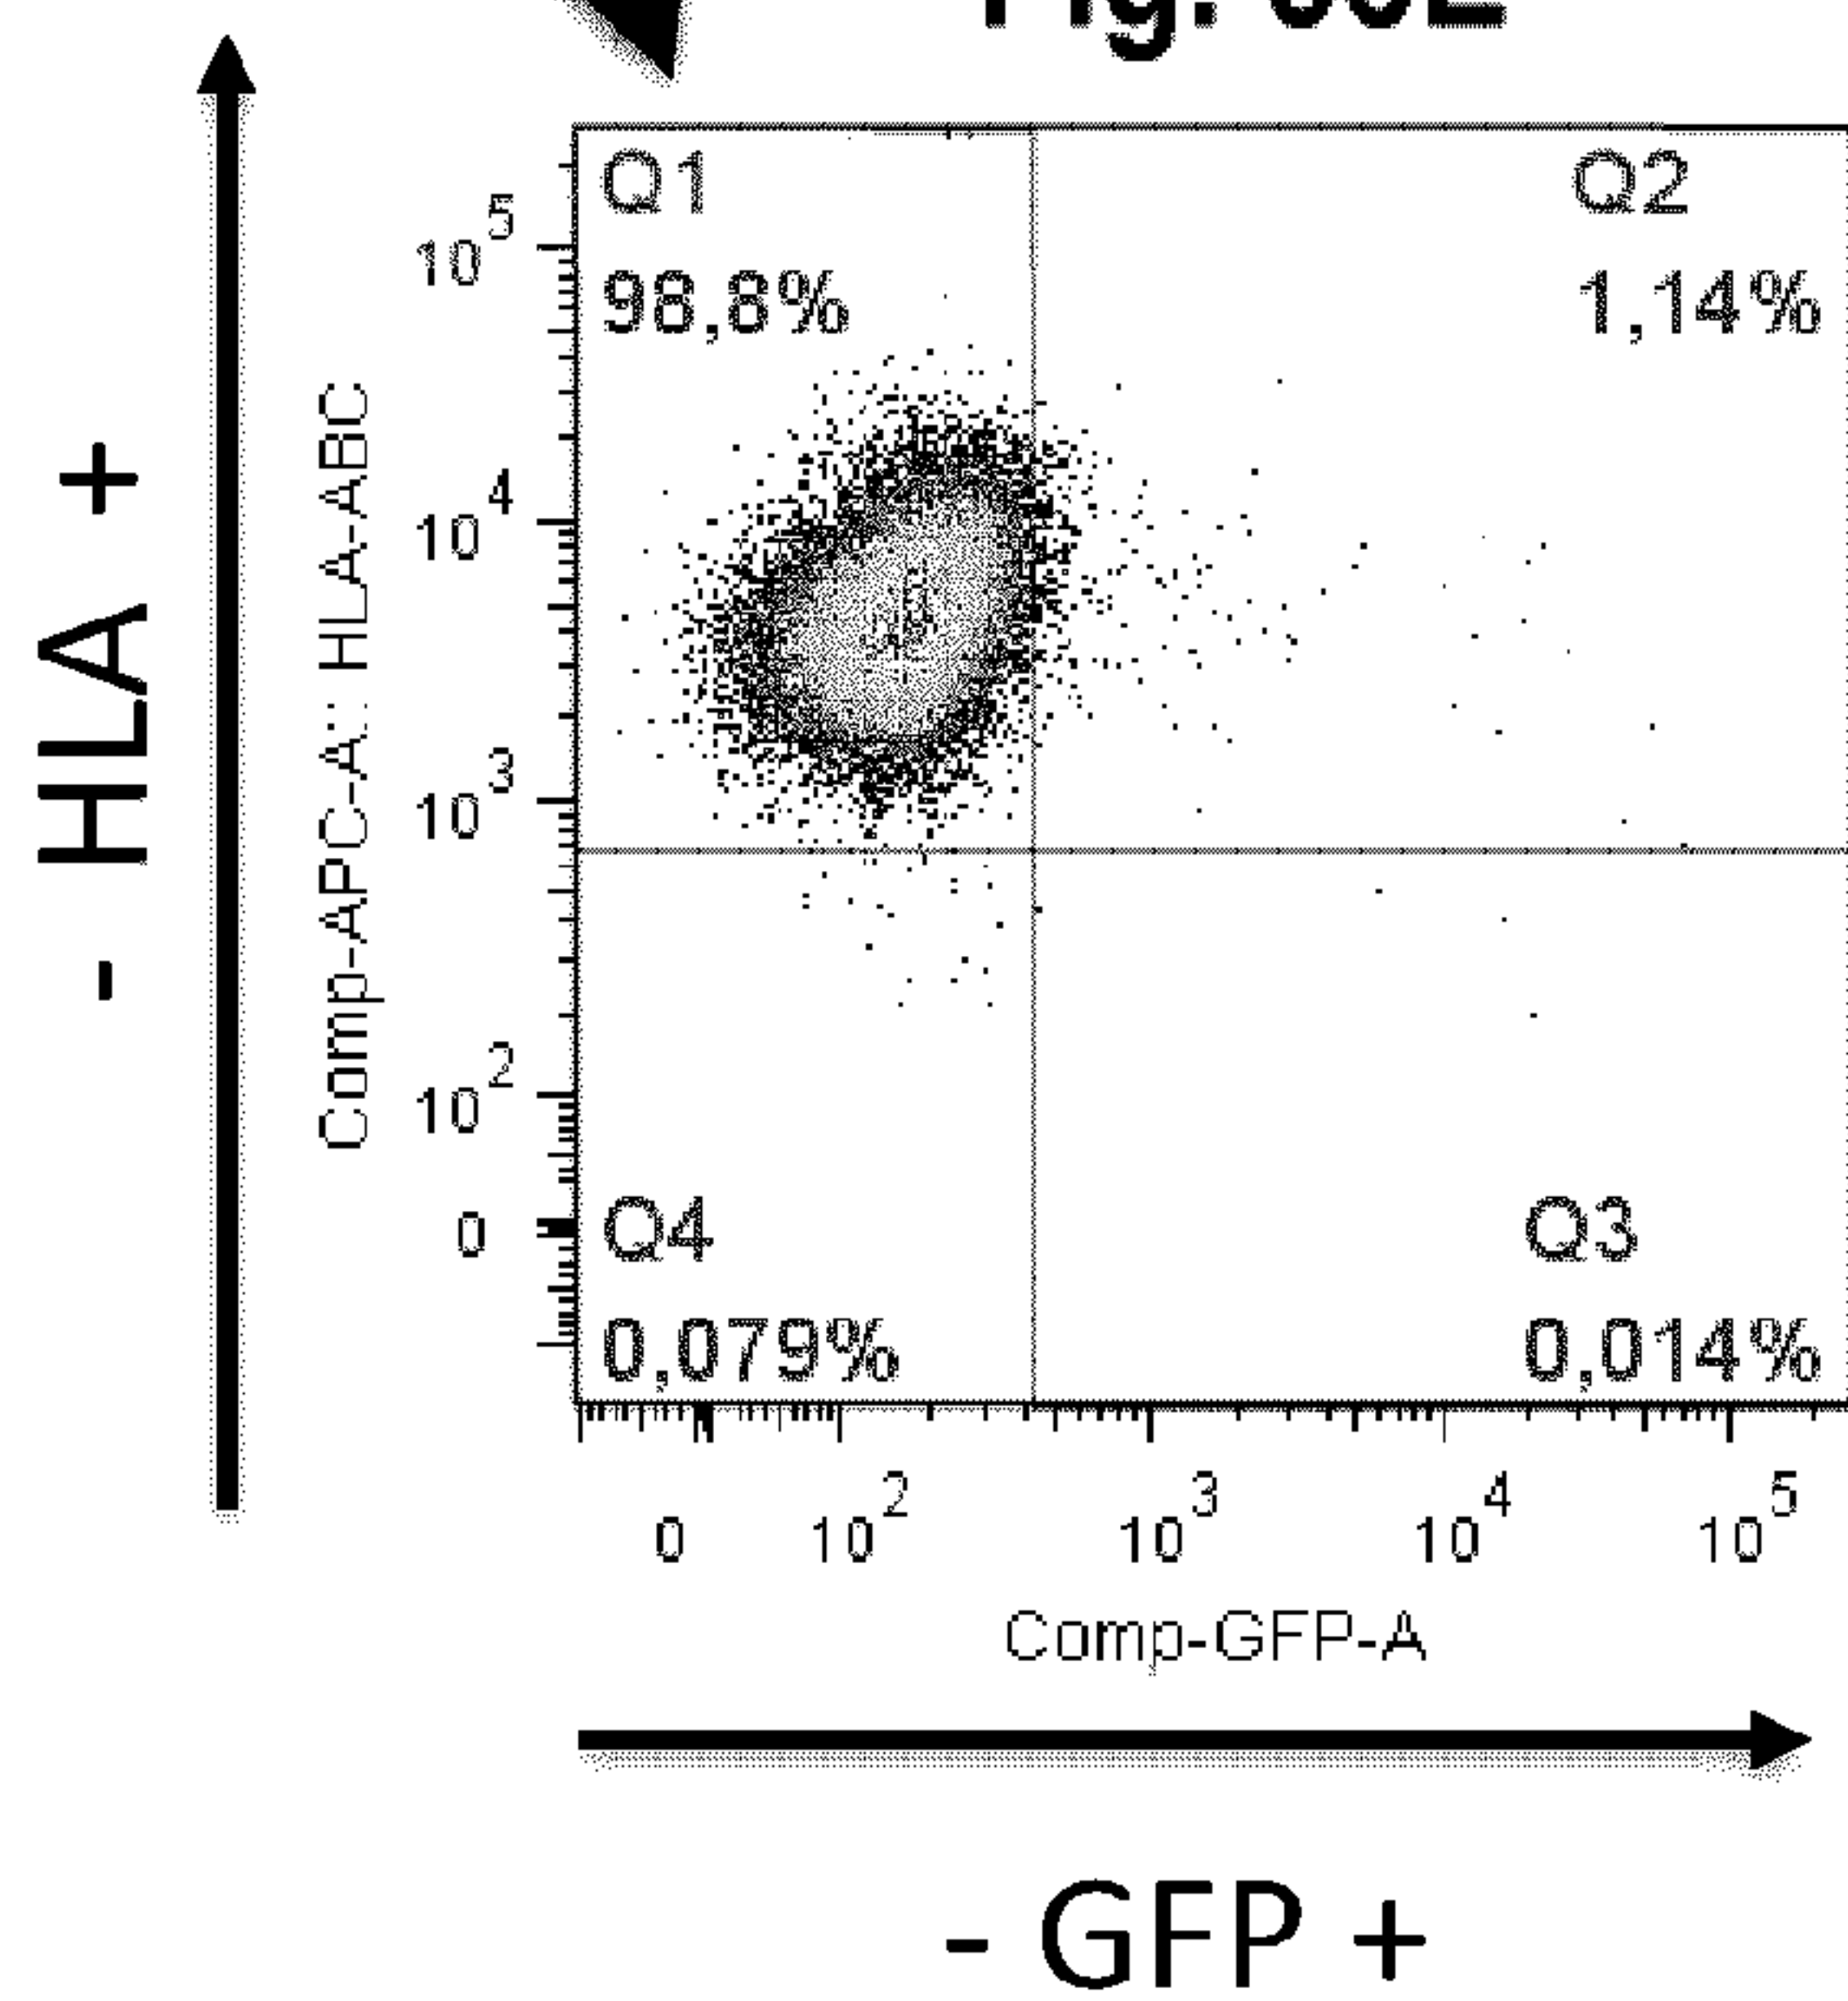 Q1
98,8%
Q2
1,14%
- HLA +
Comp-APC-A:: HLA-ABC
10^5
10^4
10^3
10^2
0
Q4
0,079%
Q3
0,014%
0 10^2 10^3 10^4 10^5
Comp-GFP-A
- GFP +